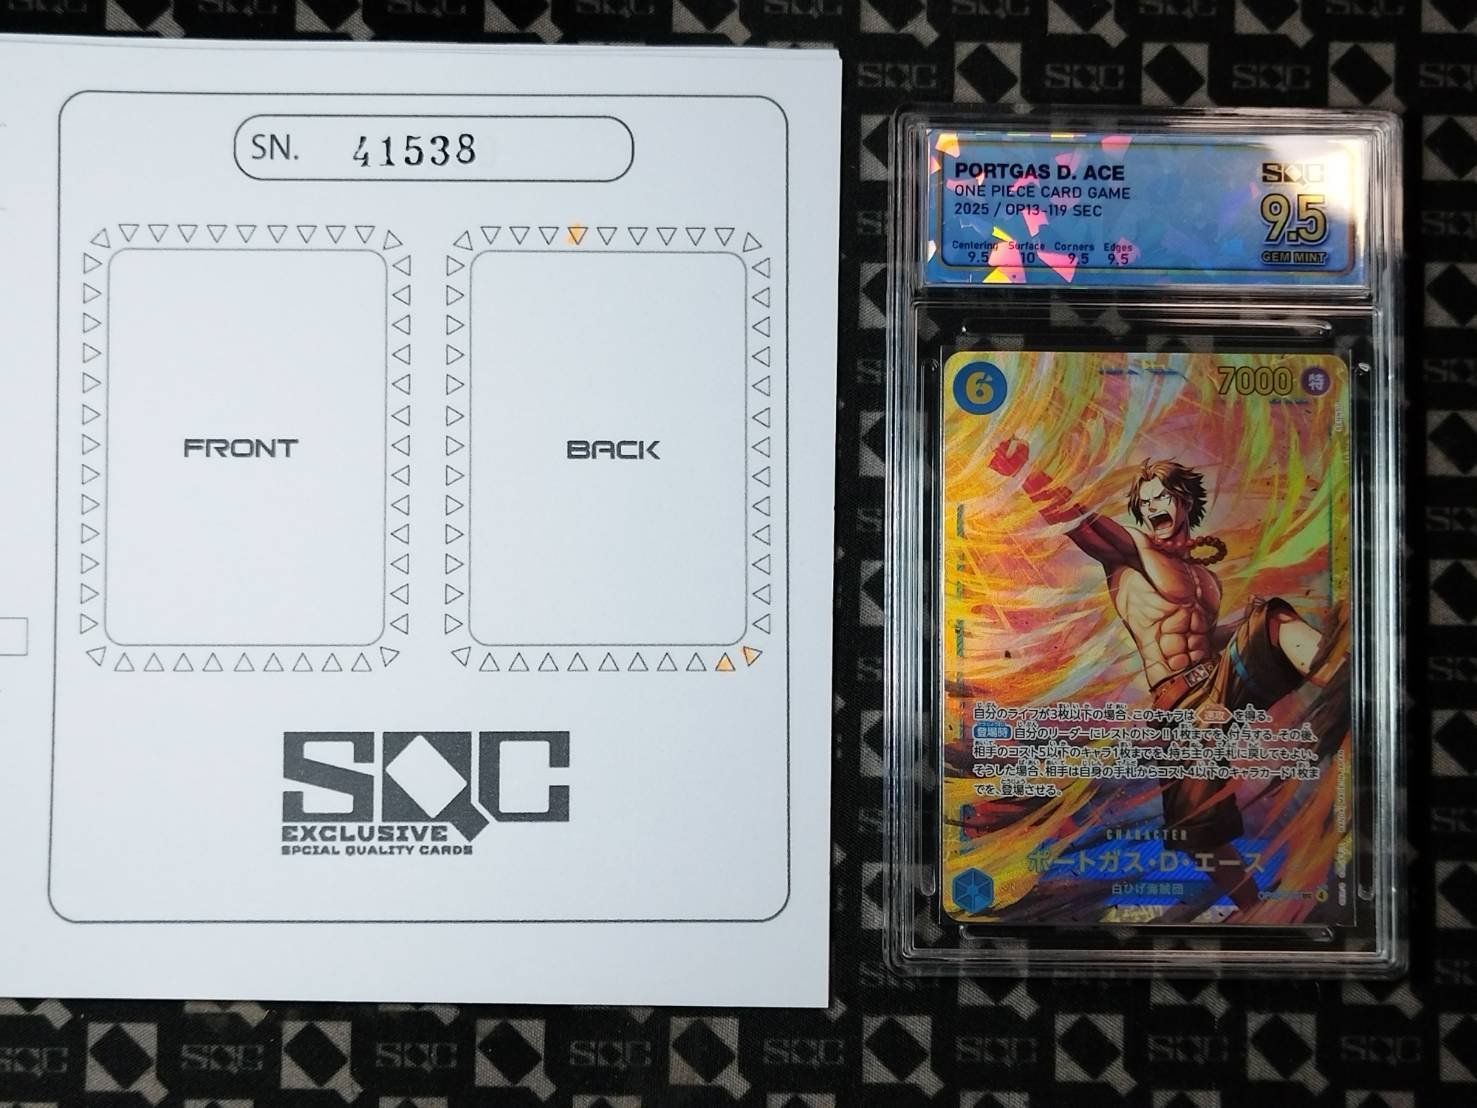 SN. 41538
FRONT
BACK
SQC
EXCLUSIVE
SPCIAL QUALITY CARDS
PORTGAS D. ACE
ONE PIECE CARD GAME
2025 / OP13-119 SEC
Centering Surface Corners Edges
9.5 10 9.5 9.5
SQC
9.5
GEM MINT
6
7000
特
自分のライフが3枚以下の場合、このキャラは 速攻 を得る。
登場時 自分のリーダーにレストのドン!!1枚までを、付与する。その後、
相手のコスト5以下のキャラ1枚までを、持ち主の手札に戻してもよい。
そうした場合、相手は自身の手札からコスト4以下のキャラカード1枚ま
でを、登場させる。
CHARACTER
ポートガス・D・エース
白ひげ海賊団
4